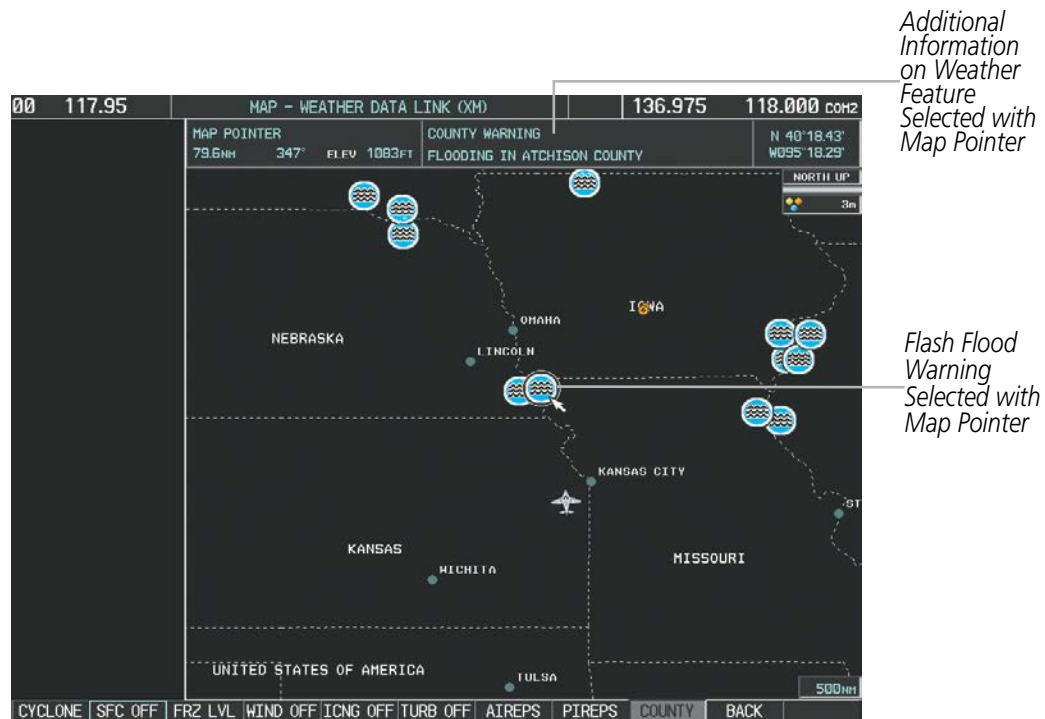 Additional
Information
on Weather
Feature
Selected with
Map Pointer
00 117.95 MAP - WEATHER DATA LINK (XM) 136.975 118.000 COM2
MAP POINTER
79.6NM 347° ELEV 1083FT
COUNTY WARNING
FLOODING IN ATCHISON COUNTY
N 40°18.43'
W095°18.29'
NORTH UP
3m
IOWA
OMAHA
NEBRASKA
LINCOLN
Flash Flood
Warning
Selected with
Map Pointer
KANSAS CITY
ST
KANSAS
MISSOURI
WICHITA
UNITED STATES OF AMERICA
TULSA
500NM
CYCLONE SFC OFF FRZ LVL WIND OFF ICNG OFF TURB OFF AIREPS PIREPS COUNTY BACK